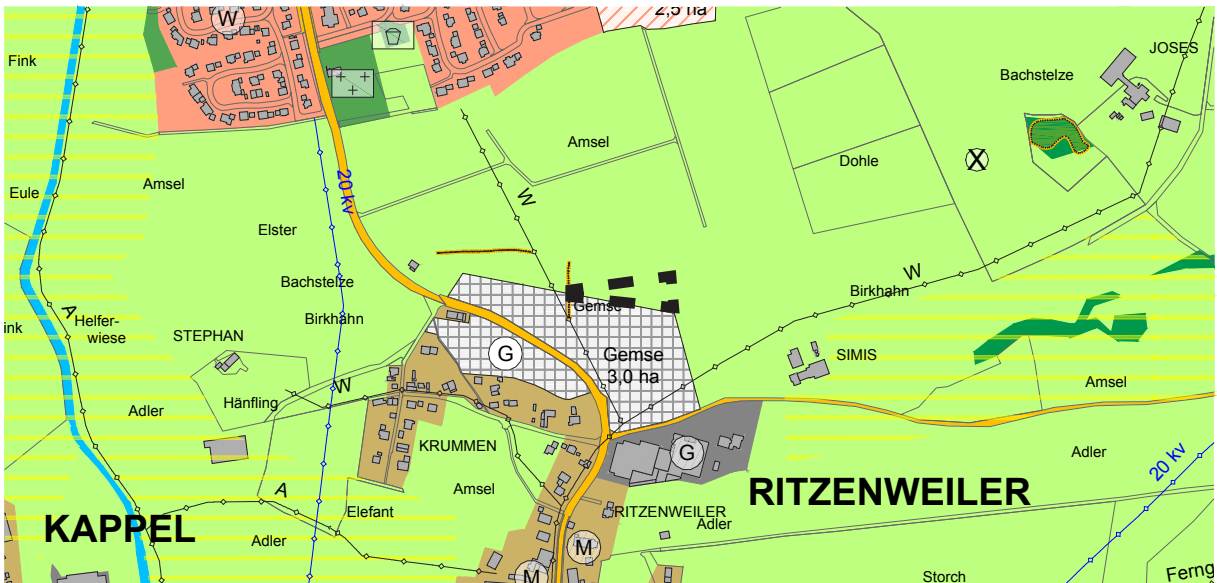 2,5 ha
W
JOSES
Fink
Bachstelze
Amsel
Dohle
X
Eule
Amsel
20 kv
W
Elster
Bachstelze
W
Birkhahn
A
Helfer-
wiese
ink
Birkhahn
Gemse
STEPHAN
G
Gemse
3,0 ha
SIMIS
W
Amsel
Hänfling
Adler
KRUMMEN
G
Adler
20 kv
A
Amsel
RITZENWEILER
Elefant
RITZENWEILER
Adler
KAPPEL
Adler
M
M
Storch
Ferng